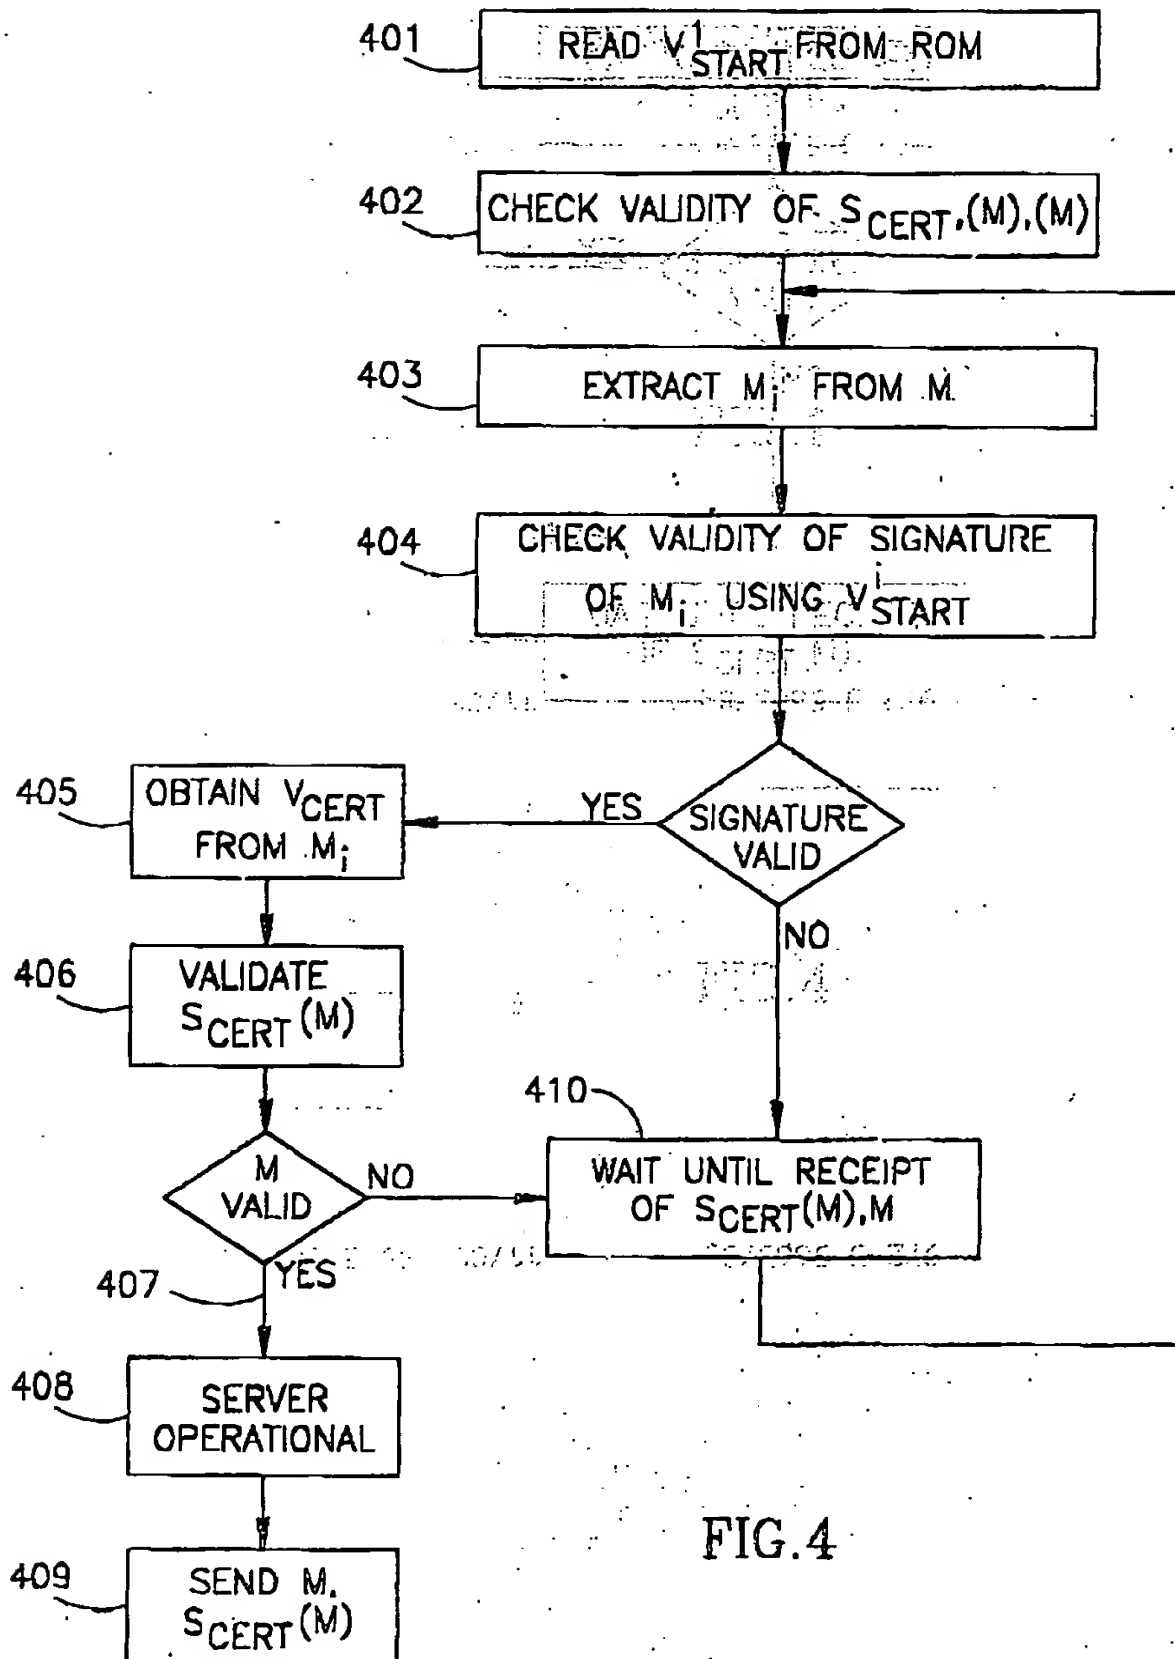 401
READ V¹START FROM ROM
402
CHECK VALIDITY OF SCERT,(M),(M)
403
EXTRACT Mi FROM M
404
CHECK VALIDITY OF SIGNATURE
OF Mi USING VⁱSTART
SIGNATURE
VALID
YES
NO
405
OBTAIN VCERT
FROM Mi
406
VALIDATE
SCERT(M)
M
VALID
NO
YES
407
410
WAIT UNTIL RECEIPT
OF SCERT(M),M
408
SERVER
OPERATIONAL
409
SEND M,
SCERT(M)
FIG.4